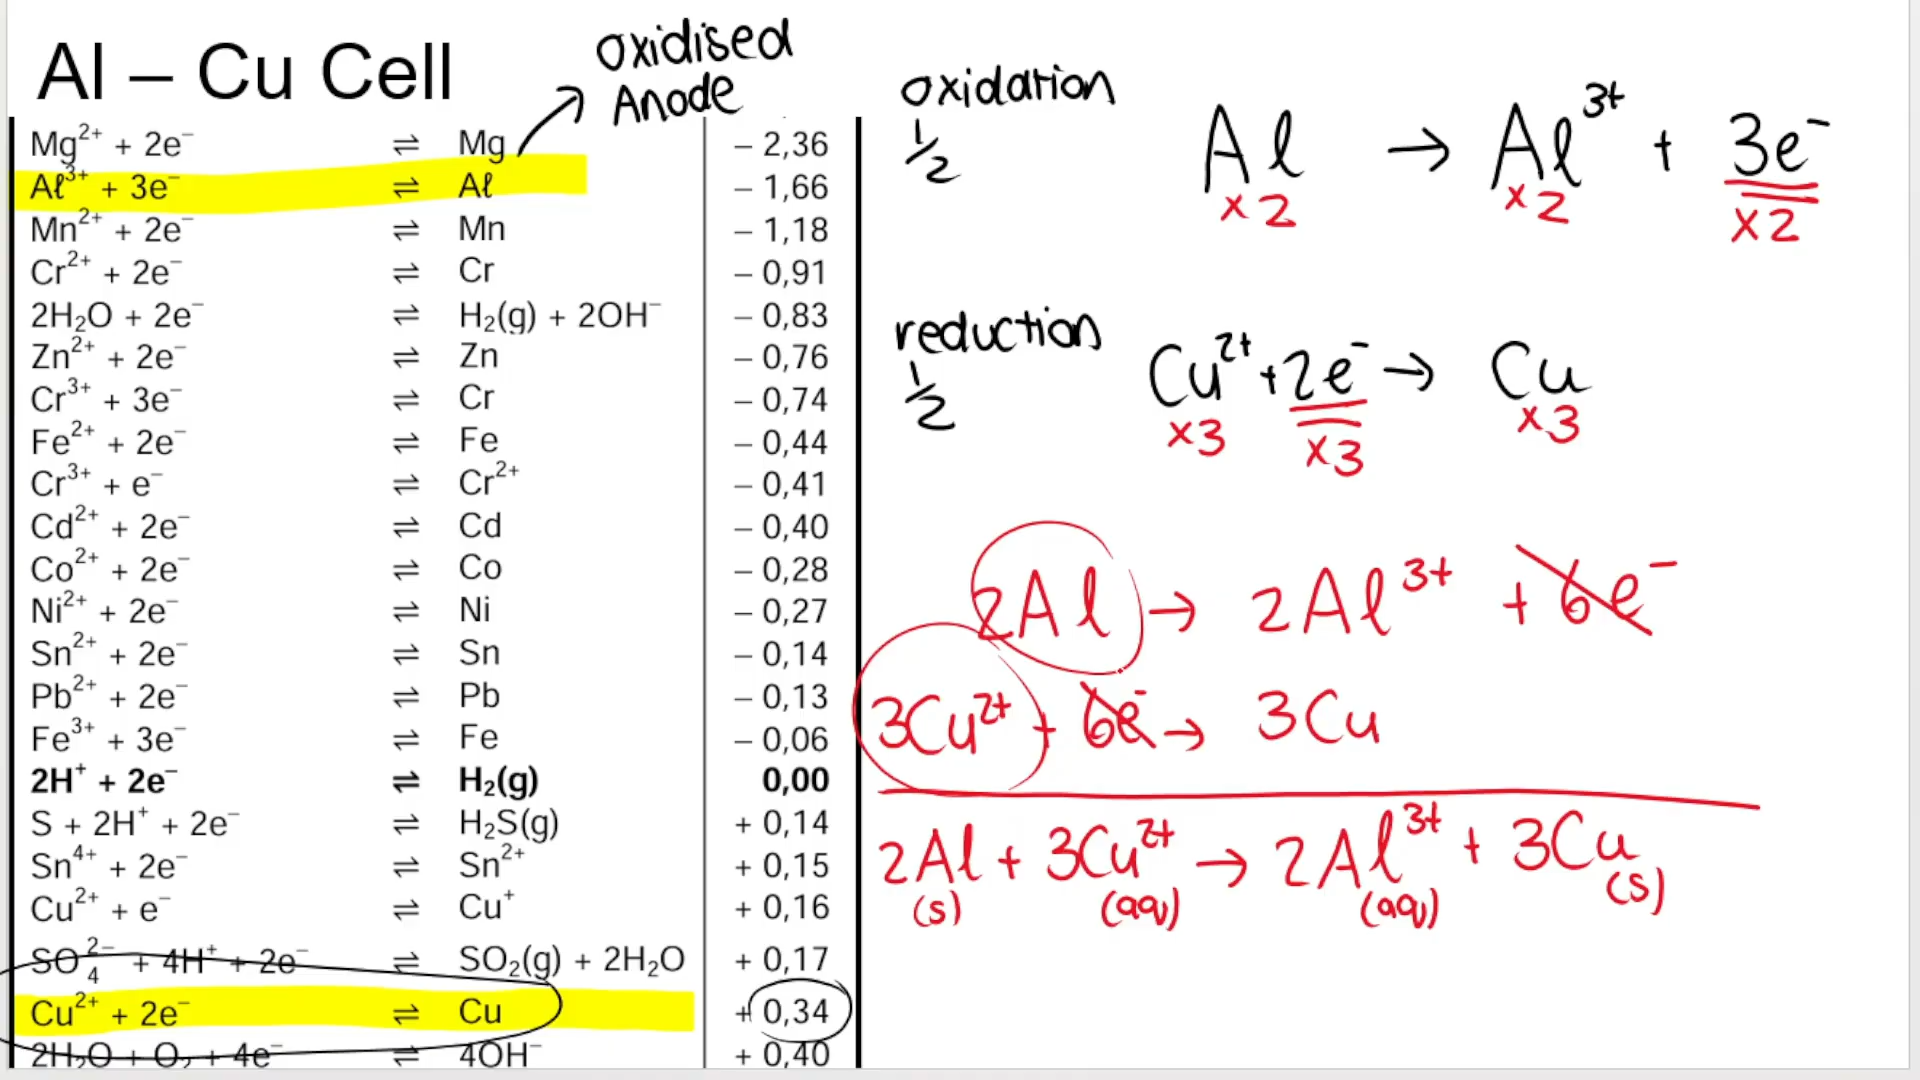 Al – Cu Cell
oxidised
Anode
Mg²⁺ + 2e⁻ ⇌ Mg – 2,36
Aℓ³⁺ + 3e⁻ ⇌ Aℓ – 1,66
Mn²⁺ + 2e⁻ ⇌ Mn – 1,18
Cr²⁺ + 2e⁻ ⇌ Cr – 0,91
2H₂O + 2e⁻ ⇌ H₂(g) + 2OH⁻ – 0,83
Zn²⁺ + 2e⁻ ⇌ Zn – 0,76
Cr³⁺ + 3e⁻ ⇌ Cr – 0,74
Fe²⁺ + 2e⁻ ⇌ Fe – 0,44
Cr³⁺ + e⁻ ⇌ Cr²⁺ – 0,41
Cd²⁺ + 2e⁻ ⇌ Cd – 0,40
Co²⁺ + 2e⁻ ⇌ Co – 0,28
Ni²⁺ + 2e⁻ ⇌ Ni – 0,27
Sn²⁺ + 2e⁻ ⇌ Sn – 0,14
Pb²⁺ + 2e⁻ ⇌ Pb – 0,13
Fe³⁺ + 3e⁻ ⇌ Fe – 0,06
2H⁺ + 2e⁻ ⇌ H₂(g) 0,00
S + 2H⁺ + 2e⁻ ⇌ H₂S(g) + 0,14
Sn⁴⁺ + 2e⁻ ⇌ Sn²⁺ + 0,15
Cu²⁺ + e⁻ ⇌ Cu⁺ + 0,16
SO₄²⁻ + 4H⁺ + 2e⁻ ⇌ SO₂(g) + 2H₂O + 0,17
Cu²⁺ + 2e⁻ ⇌ Cu + 0,34
2H₂O + O₂ + 4e⁻ ⇌ 4OH⁻ + 0,40
oxidation
½
Al → Al³⁺ + 3e⁻
x2 x2 x2
reduction
½
Cu²⁺ + 2e⁻ → Cu
x3 x3 x3
2Al → 2Al³⁺ + 6e⁻
3Cu²⁺ + 6e⁻ → 3Cu
2Al + 3Cu²⁺ → 2Al³⁺ + 3Cu
(s) (aq) (aq) (s)